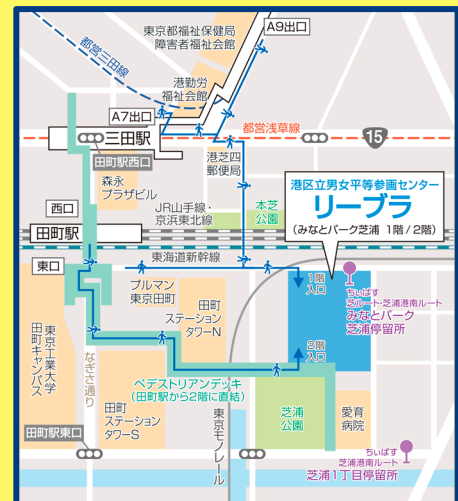 東京都福祉保健局
障害者福祉会館
A9出口
都営三田線
港勤労
福祉会館
A7出口
三田駅
都営浅草線
15
田町駅西口
港芝四
郵便局
森永
プラザビル
港区立男女平等参画センター
リーブラ
(みなとパーク芝浦 1階/2階)
西口
JR山手線・
京浜東北線
本芝
公園
田町駅
東海道新幹線
東口
1階
入口
ちぃばす
芝ルート・芝浦港南ルート
みなとパーク
芝浦停留所
プルマン
東京田町
田町
ステーション
タワーN
2階
入口
東京工業大学
田町キャンパス
なぎさ通り
ペデストリアンデッキ
(田町駅から2階に直結)
田町
ステーション
タワーS
東京モノレール
芝浦
公園
愛育
病院
田町駅東口
ちぃばす
芝浦港南ルート
芝浦1丁目停留所